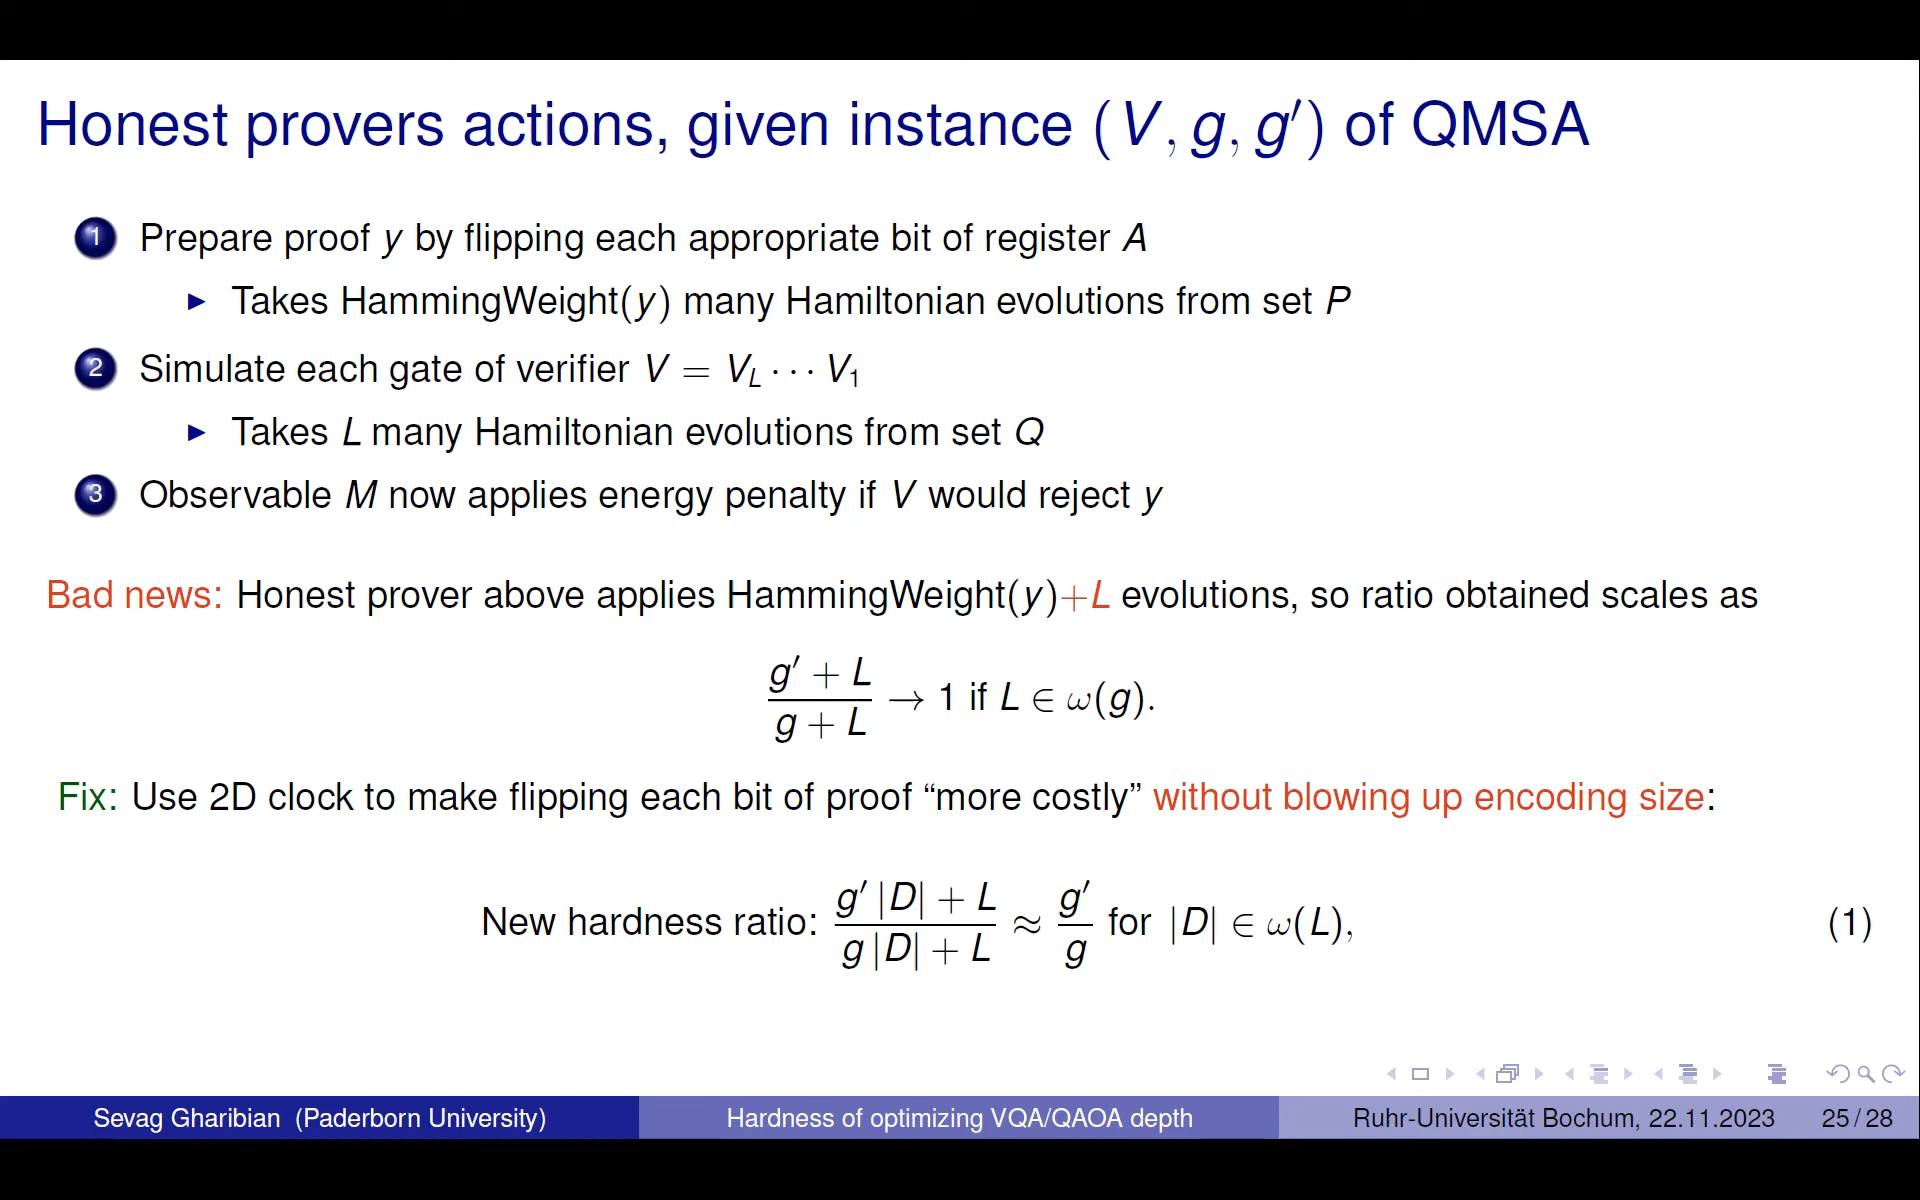 Honest provers actions, given instance (V, g, g′) of QMSA
1 Prepare proof y by flipping each appropriate bit of register A
▶ Takes HammingWeight(y) many Hamiltonian evolutions from set P
2 Simulate each gate of verifier V = V_L ⋯ V_1
▶ Takes L many Hamiltonian evolutions from set Q
3 Observable M now applies energy penalty if V would reject y
Bad news: Honest prover above applies HammingWeight(y)+L evolutions, so ratio obtained scales as
(g′ + L)/(g + L) → 1 if L ∈ ω(g).
Fix: Use 2D clock to make flipping each bit of proof “more costly” without blowing up encoding size:
New hardness ratio: (g′ |D| + L)/(g |D| + L) ≈ g′/g for |D| ∈ ω(L), (1)
Sevag Gharibian (Paderborn University) Hardness of optimizing VQA/QAOA depth Ruhr-Universität Bochum, 22.11.2023 25 / 28